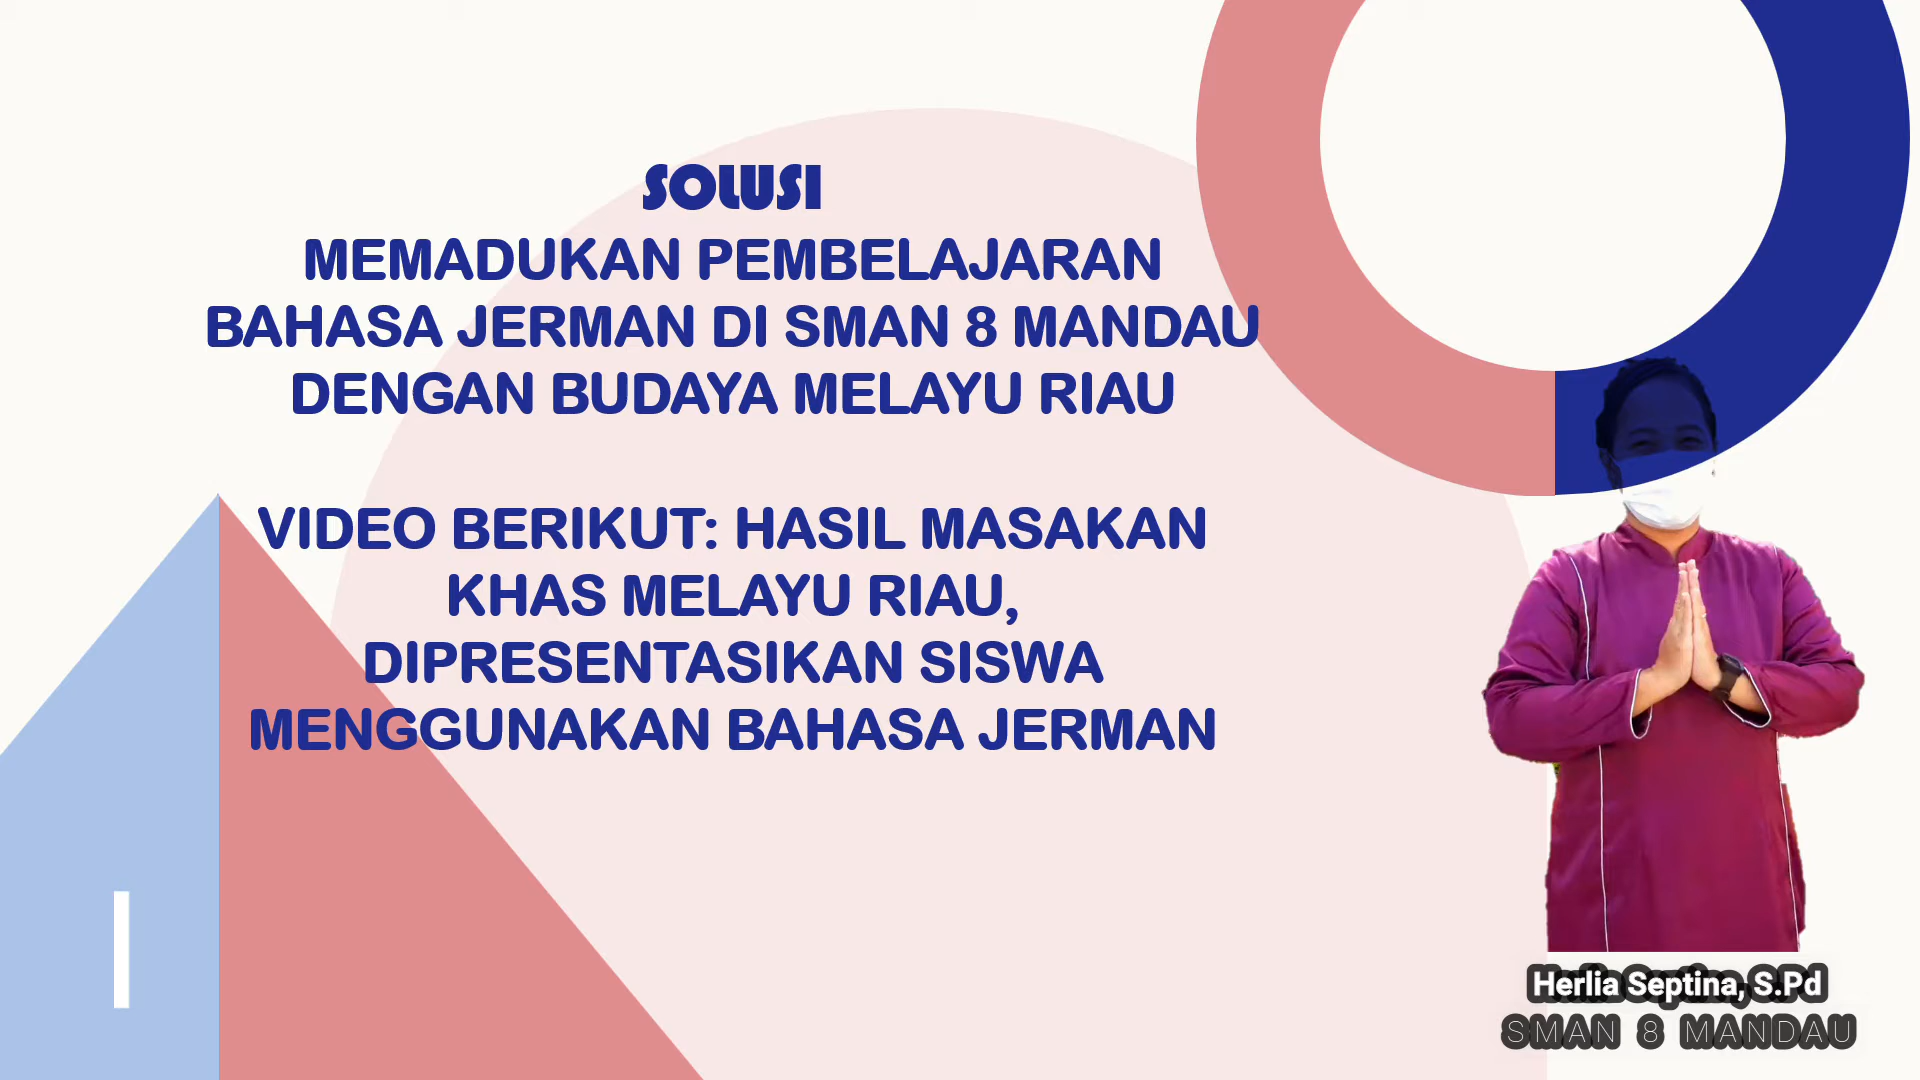 SOLUSI
MEMADUKAN PEMBELAJARAN
BAHASA JERMAN DI SMAN 8 MANDAU
DENGAN BUDAYA MELAYU RIAU
VIDEO BERIKUT: HASIL MASAKAN
KHAS MELAYU RIAU,
DIPRESENTASIKAN SISWA
MENGGUNAKAN BAHASA JERMAN
Herlia Septina, S.Pd
SMAN 8 MANDAU